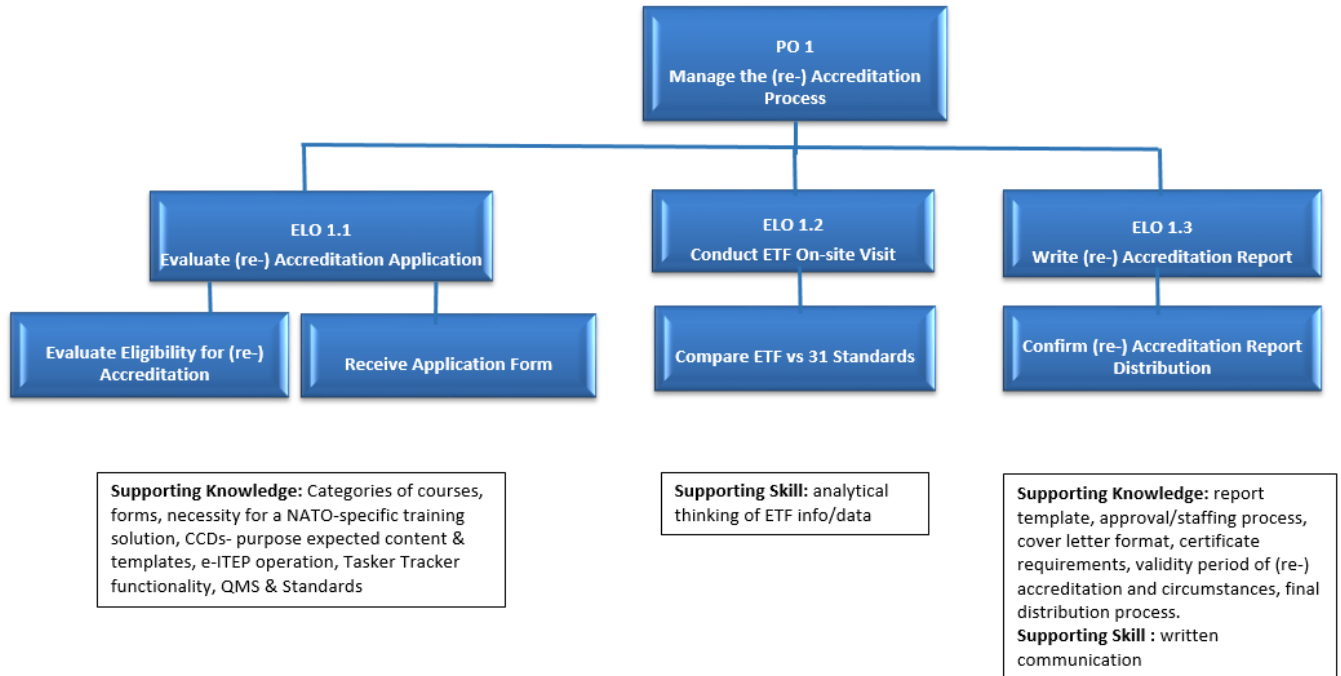 PO 1
Manage the (re-) Accreditation
Process
ELO 1.1
Evaluate (re-) Accreditation Application
ELO 1.2
Conduct ETF On-site Visit
ELO 1.3
Write (re-) Accreditation Report
Evaluate Eligibility for (re-)
Accreditation
Receive Application Form
Compare ETF vs 31 Standards
Confirm (re-) Accreditation Report
Distribution
Supporting Knowledge: Categories of courses,
forms, necessity for a NATO-specific training
solution, CCDs- purpose expected content &
templates, e-ITEP operation, Tasker Tracker
functionality, QMS & Standards
Supporting Skill: analytical
thinking of ETF info/data
Supporting Knowledge: report
template, approval/staffing process,
cover letter format, certificate
requirements, validity period of (re-)
accreditation and circumstances, final
distribution process.
Supporting Skill : written
communication